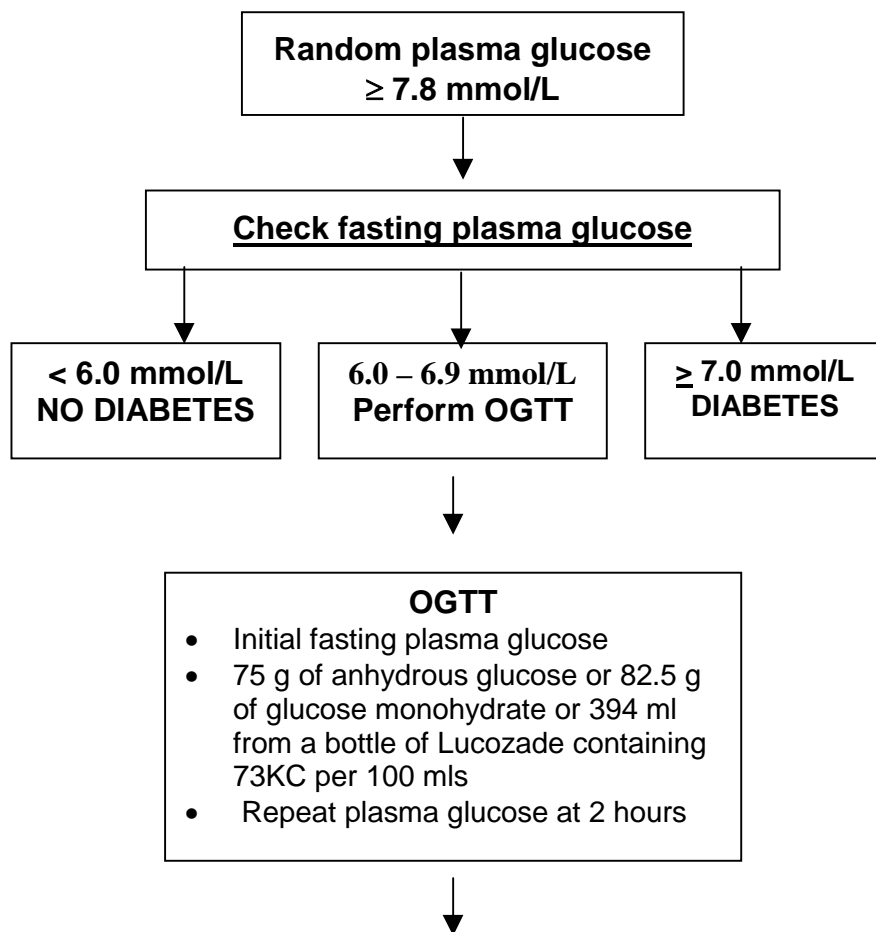 Random plasma glucose
≥ 7.8 mmol/L
Check fasting plasma glucose
< 6.0 mmol/L
NO DIABETES
6.0 – 6.9 mmol/L
Perform OGTT
≥ 7.0 mmol/L
DIABETES
OGTT
• Initial fasting plasma glucose
• 75 g of anhydrous glucose or 82.5 g
of glucose monohydrate or 394 ml
from a bottle of Lucozade containing
73KC per 100 mls
• Repeat plasma glucose at 2 hours